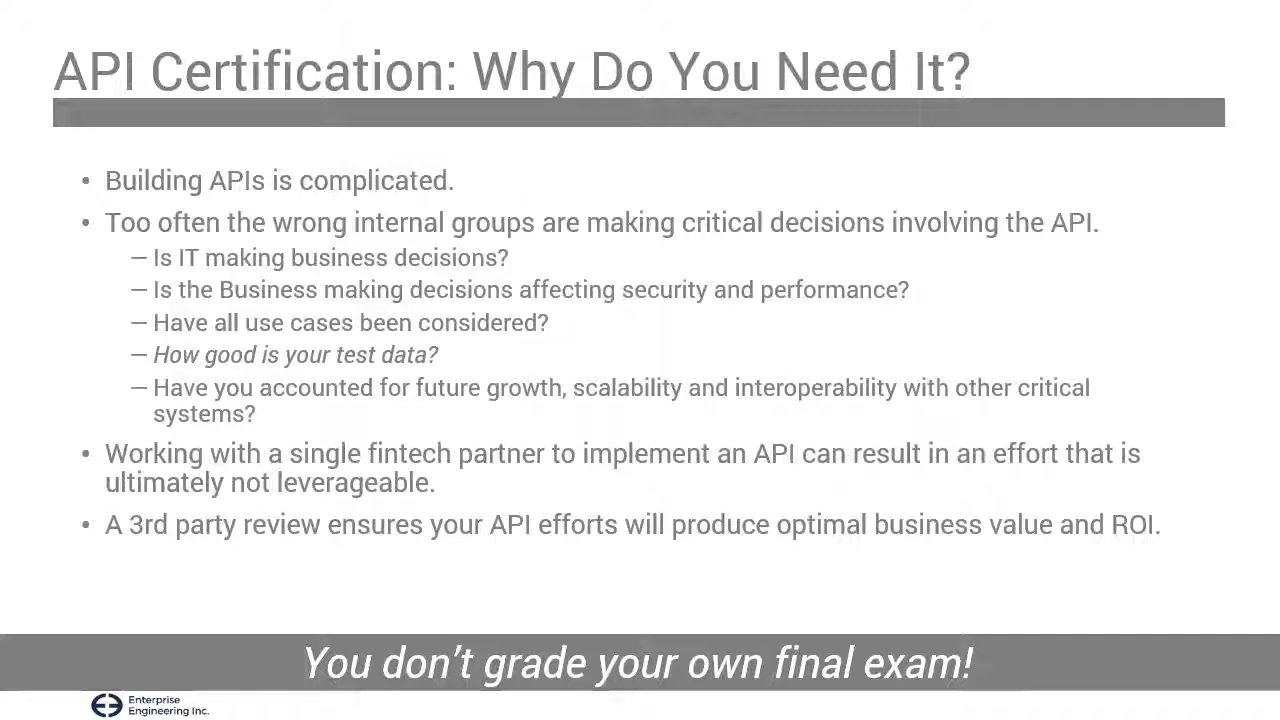 API Certification: Why Do You Need It?
• Building APIs is complicated.
• Too often the wrong internal groups are making critical decisions involving the API.
– Is IT making business decisions?
– Is the Business making decisions affecting security and performance?
– Have all use cases been considered?
– How good is your test data?
– Have you accounted for future growth, scalability and interoperability with other critical
systems?
• Working with a single fintech partner to implement an API can result in an effort that is
ultimately not leverageable.
• A 3rd party review ensures your API efforts will produce optimal business value and ROI.
You don’t grade your own final exam!
Enterprise
Engineering Inc.